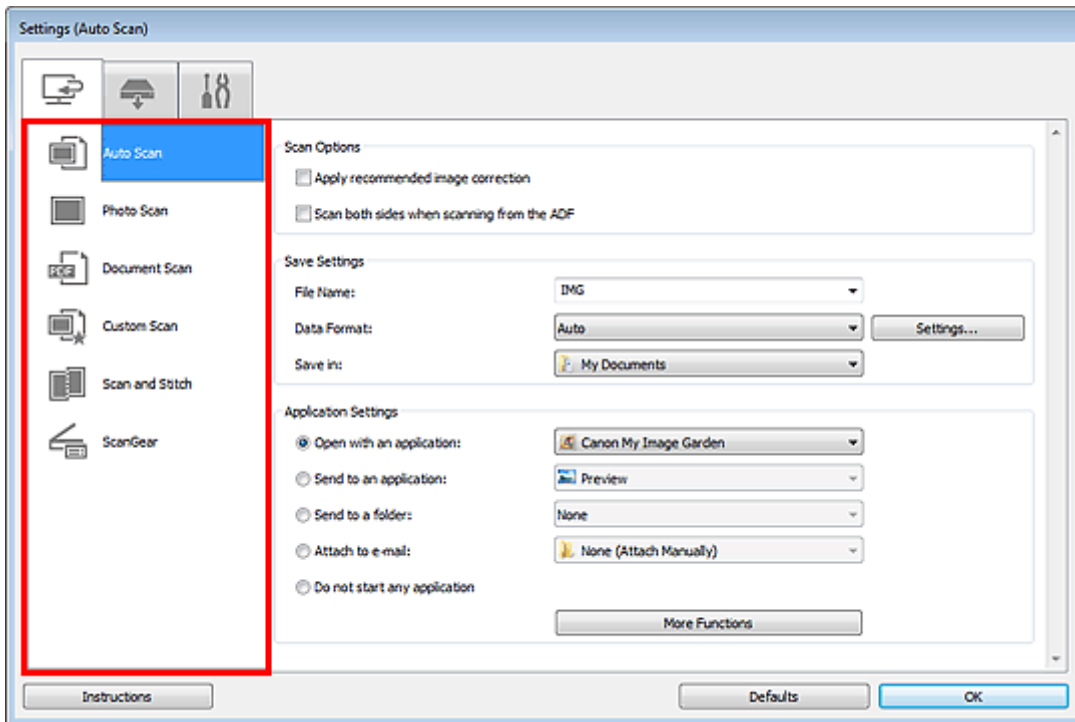 Settings (Auto Scan)
Auto Scan
Photo Scan
PDF
Document Scan
Custom Scan
Scan and Stitch
ScanGear
Scan Options
Apply recommended image correction
Scan both sides when scanning from the ADF
Save Settings
File Name: IMG
Data Format: Auto Settings...
Save in: My Documents
Application Settings
Open with an application: Canon My Image Garden
Send to an application: Preview
Send to a folder: None
Attach to e-mail: None (Attach Manually)
Do not start any application
More Functions
Instructions Defaults OK